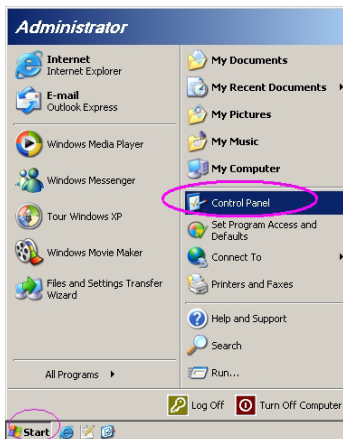 Administrator
Internet
Internet Explorer
E-mail
Outlook Express
Windows Media Player
Windows Messenger
Tour Windows XP
Windows Movie Maker
Files and Settings Transfer
Wizard
All Programs
My Documents
My Recent Documents
My Pictures
My Music
My Computer
Control Panel
Set Program Access and
Defaults
Connect To
Printers and Faxes
Help and Support
Search
Run...
Log Off
Turn Off Computer
Start